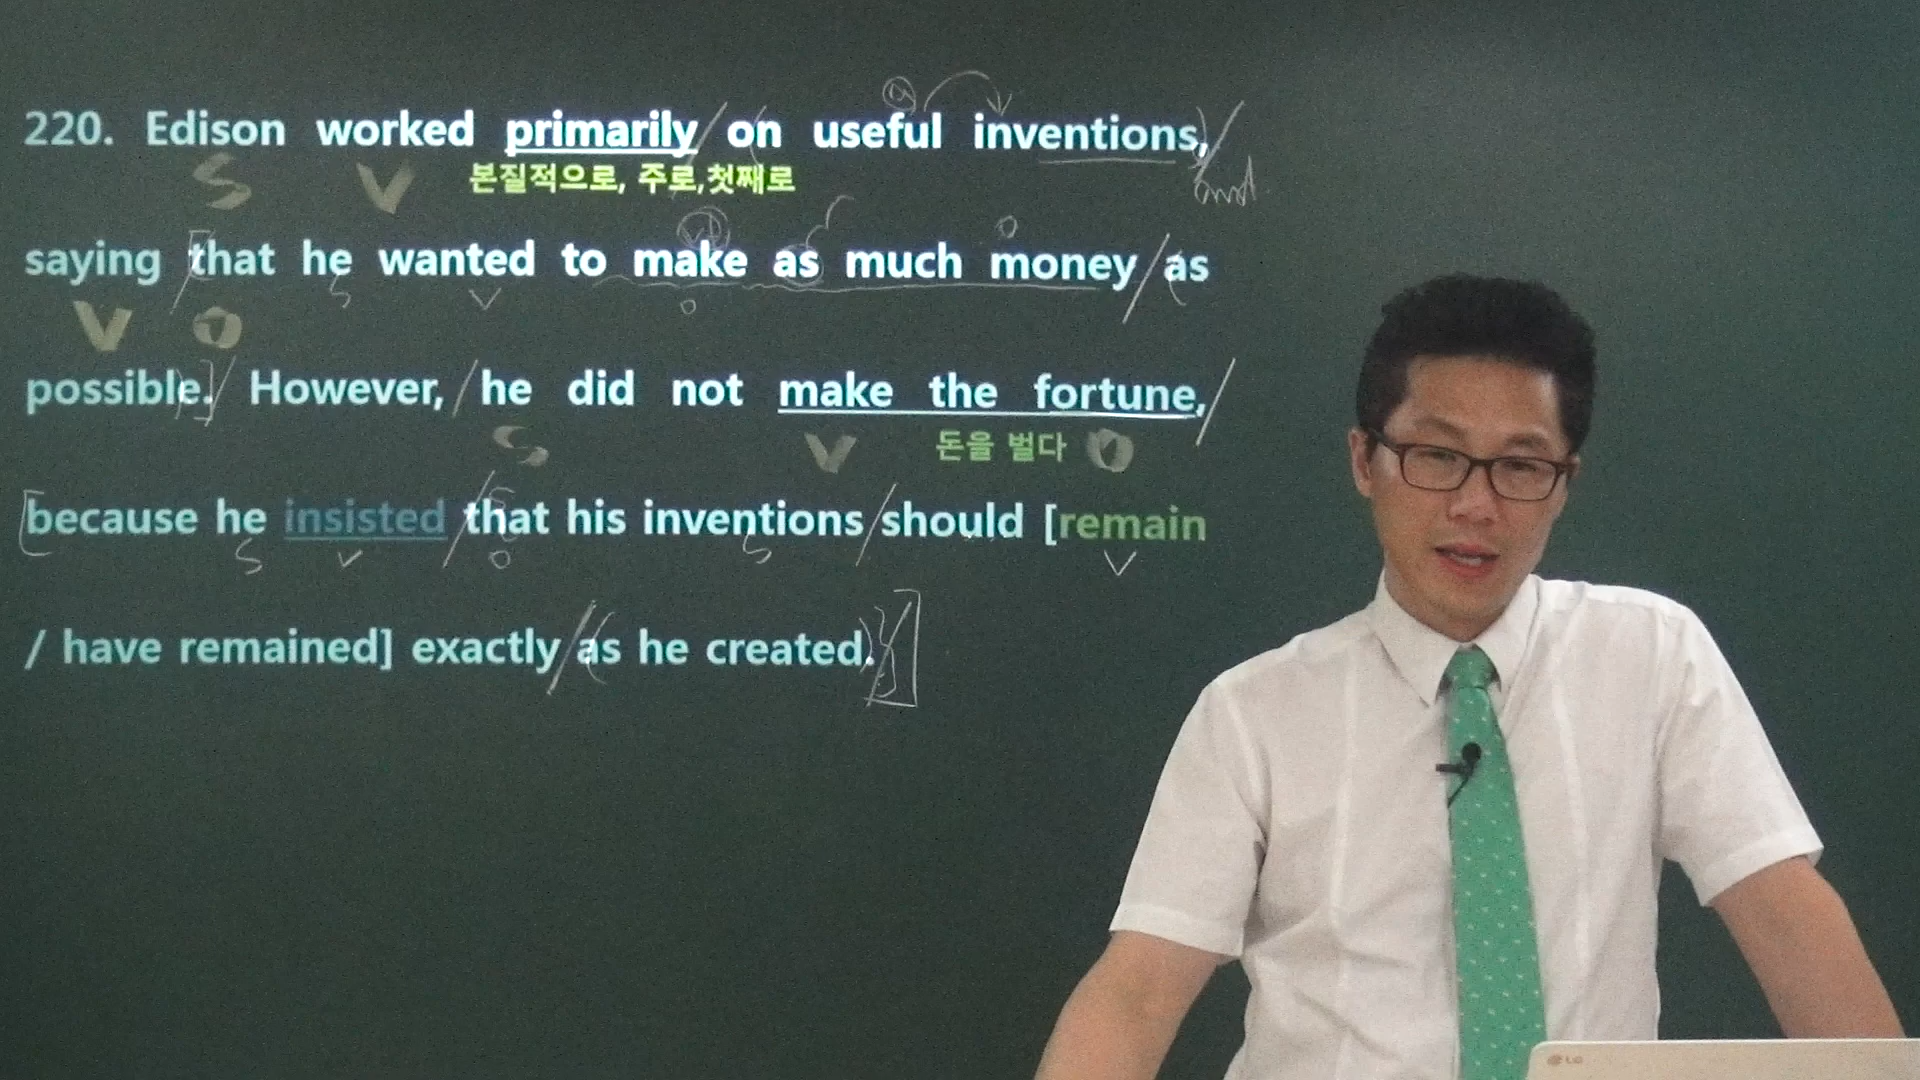 220. Edison worked primarily on useful inventions,
본질적으로, 주로,첫째로
S V and
saying that he wanted to make as much money as
V O S V O O
possible. However, he did not make the fortune,
S V 돈을 벌다 O
because he insisted that his inventions should [remain
S V O S V
/ have remained] exactly as he created.
LG